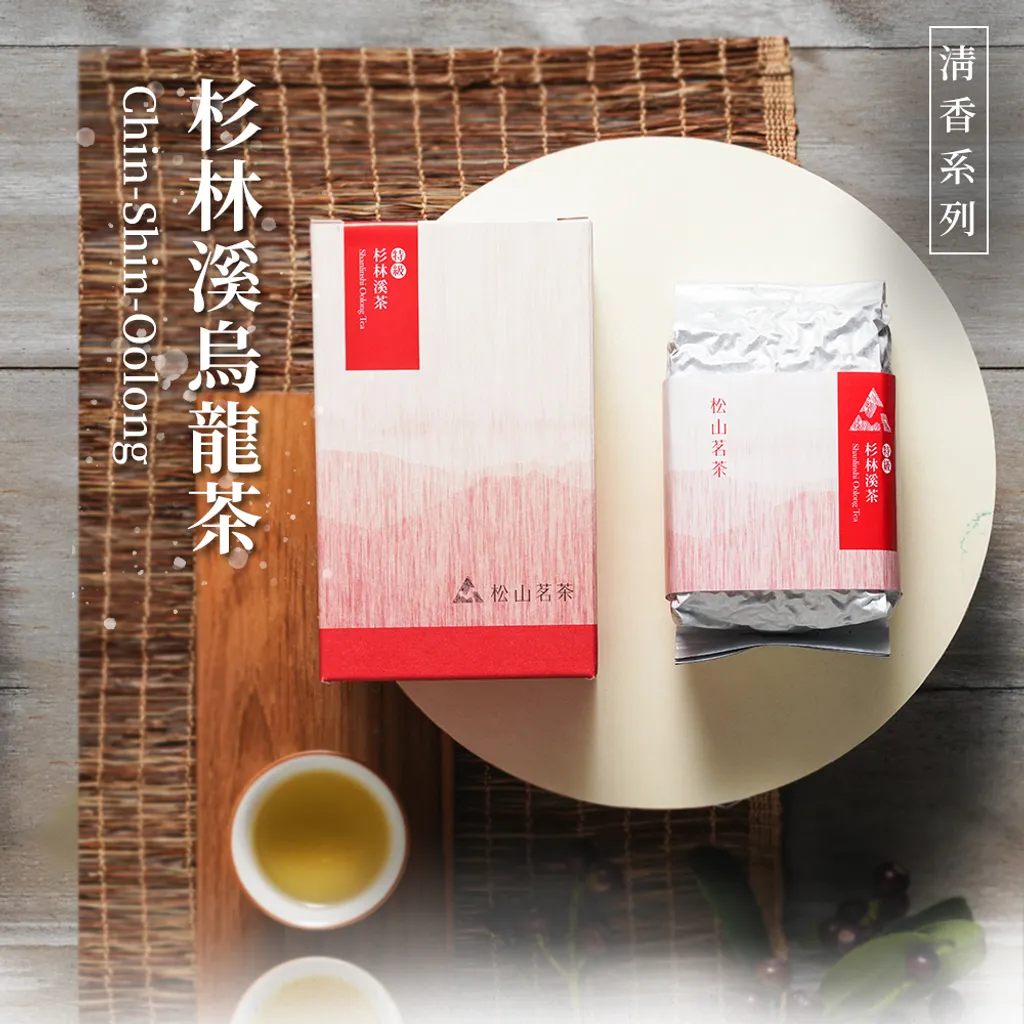 清香系列
杉林溪烏龍茶
Chin-Shin-Oolong
特級
杉林溪茶
Shanlinshi Oolong Tea
松山茗茶
松山茗茶
特級
杉林溪茶
Shanlinshi Oolong Tea